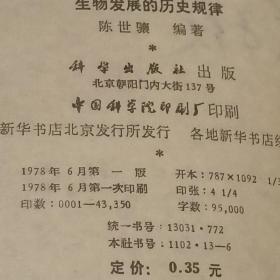 生物发展的历史规律
陈世骧 编著
*
科学出版社 出版
北京朝阳门内大街137号
中国科学院印刷厂印刷
新华书店北京发行所发行 各地新华书店经
*
1978年6月第一版 开本：787×1092 1/3
1978年6月第一次印刷 印张：4 1/4
印数：0001—43,350 字数：95,000
统一书号：13031·772
本社书号：1102·13—6
定价：0.35元